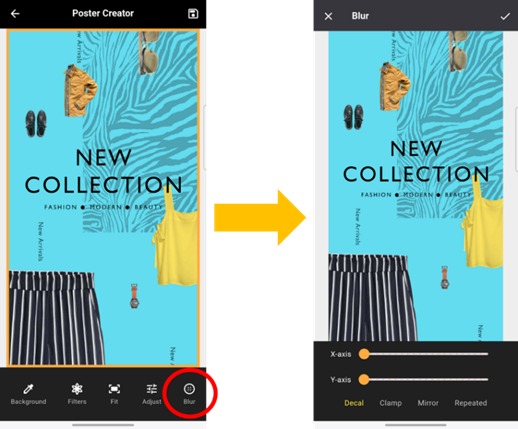 Poster Creator
New Arrivals
NEW
COLLECTION
FASHION ● MODERN ● BEAUTY
New Arrivals
New A
Background
Filters
Fit
Adjust
Blur
Blur
Arrivals
NEW
COLLECTION
FASHION ● MODERN ● BEAUTY
New Arrivals
New
X-axis
Y-axis
Decal
Clamp
Mirror
Repeated